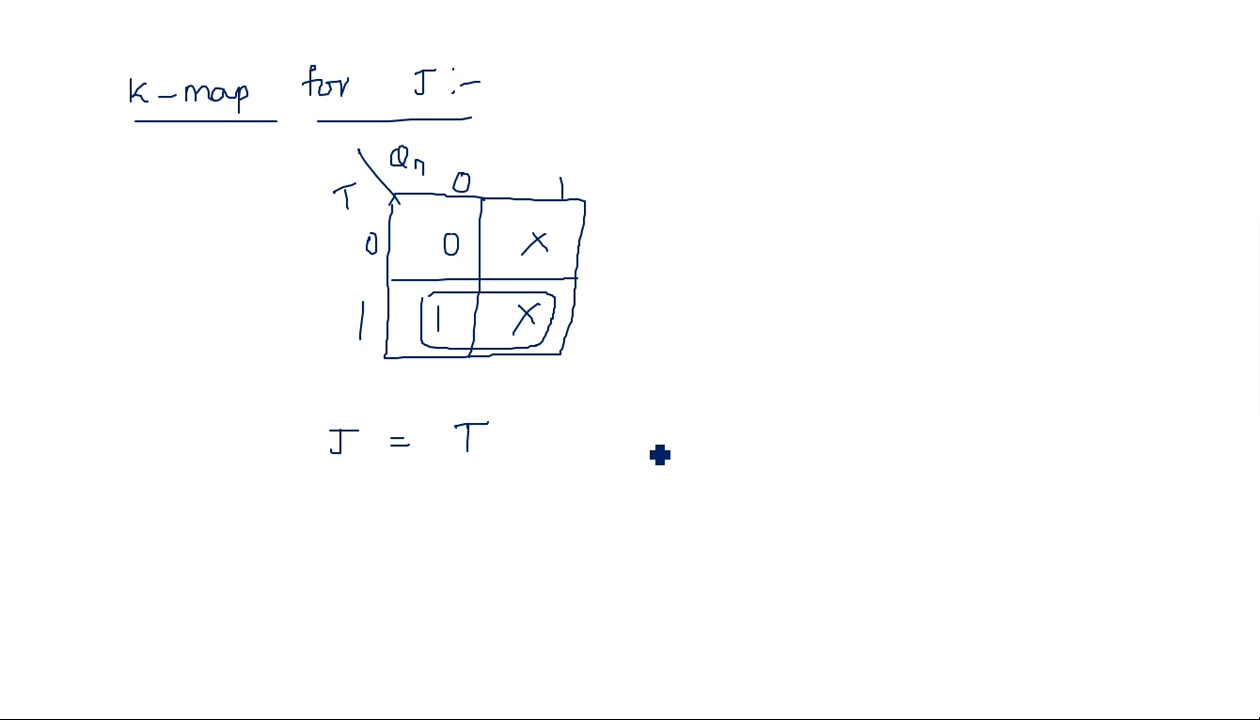 K-map for J :-
Qn
T 0 1
0 0 X
1 1 X
J = T